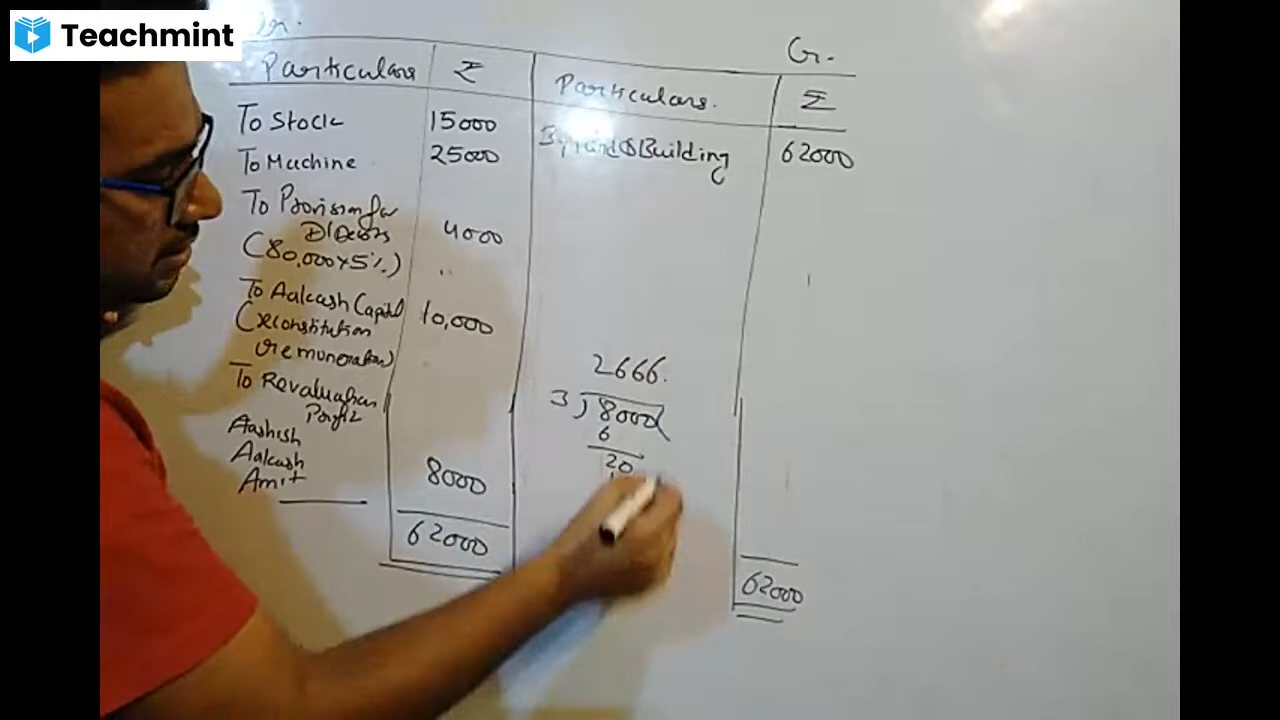 Teachmint
Dr.
Cr.
Particulars ₹ Particulars. ₹
To Stock 15000 By Land & Building 62000
To Machine 25000
To Provision for
D/Debts 4000
(80,000×5%)
To Aakash Capital 10,000
(Reconstitution
Remuneration)
To Revaluation
Profit
Aashish
Aakash 8000
Amit
62000 62000
2666.
3)8000
6
20